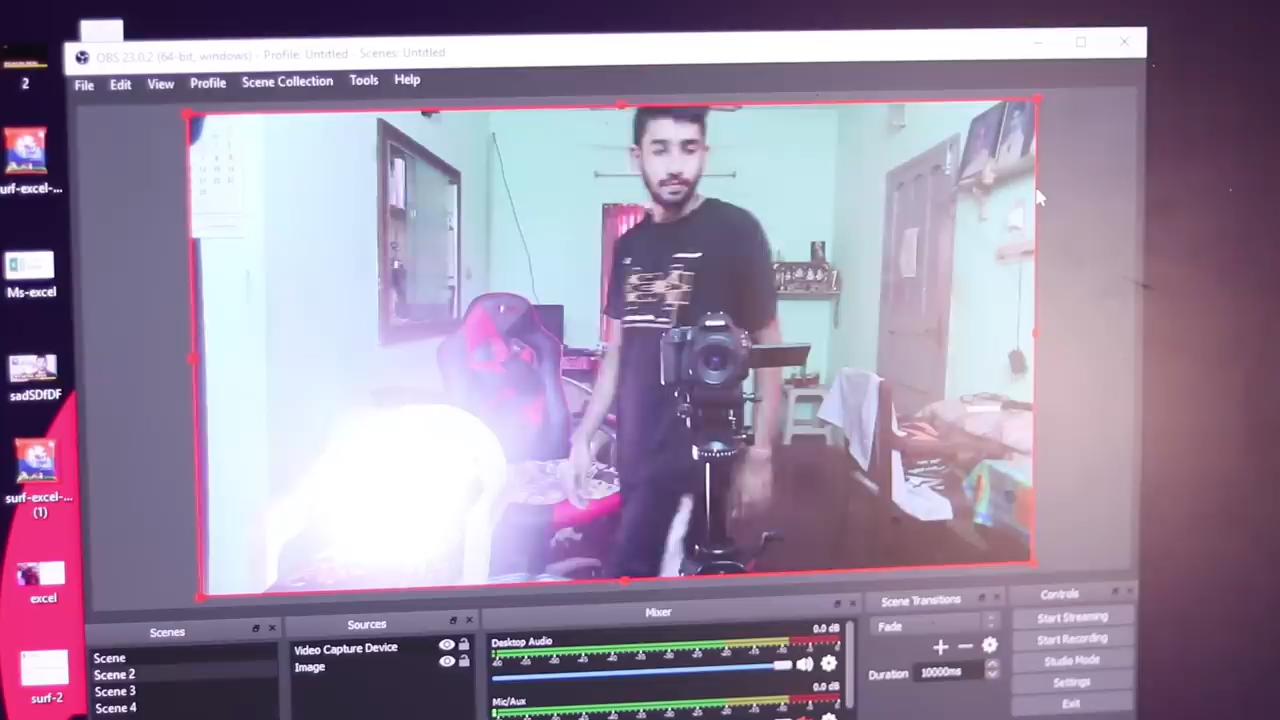 OBS 23.0.2 (64-bit, windows) - Profile: Untitled - Scenes: Untitled
File Edit View Profile Scene Collection Tools Help
2
urf-excel-...
Ms-excel
sadSDfDF
surf-excel-...
(1)
excel
surf-2
Scenes
Scene
Scene 2
Scene 3
Scene 4
Sources
Video Capture Device
Image
Mixer
Desktop Audio 0.0 dB
Mic/Aux 0.0 dB
Scene Transitions
Fade
Duration 10000ms
Controls
Start Streaming
Start Recording
Studio Mode
Settings
Exit